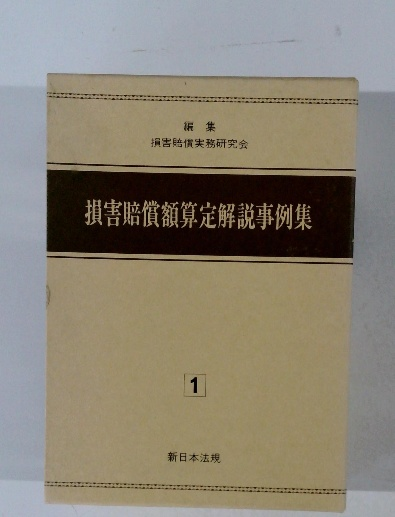 編集
損害賠償実務研究会
損害賠償額算定解説事例集
1
新日本法規